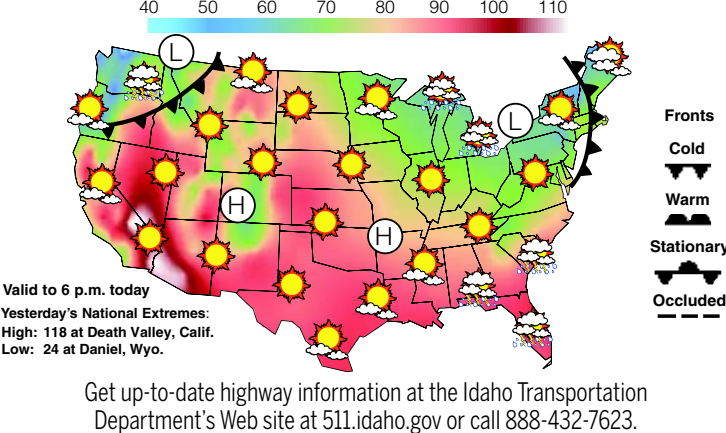 40 50 60 70 80 90 100 110
L
L
H
H
Fronts
Cold
Warm
Stationary
Occluded
Valid to 6 p.m. today
Yesterday's National Extremes:
High: 118 at Death Valley, Calif.
Low: 24 at Daniel, Wyo.
Get up-to-date highway information at the Idaho Transportation
Department's Web site at 511.idaho.gov or call 888-432-7623.